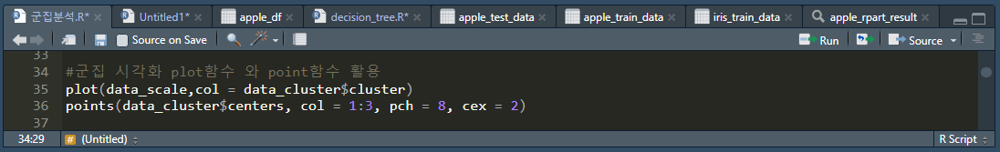 군집분석.R* Untitled1* apple_df decision_tree.R* apple_test_data apple_train_data iris_train_data apple_rpart_result
Source on Save Run Source
33
34 #군집 시각화 plot함수 와 point함수 활용
35 plot(data_scale,col = data_cluster$cluster)
36 points(data_cluster$centers, col = 1:3, pch = 8, cex = 2)
37
34:29 # (Untitled) R Script